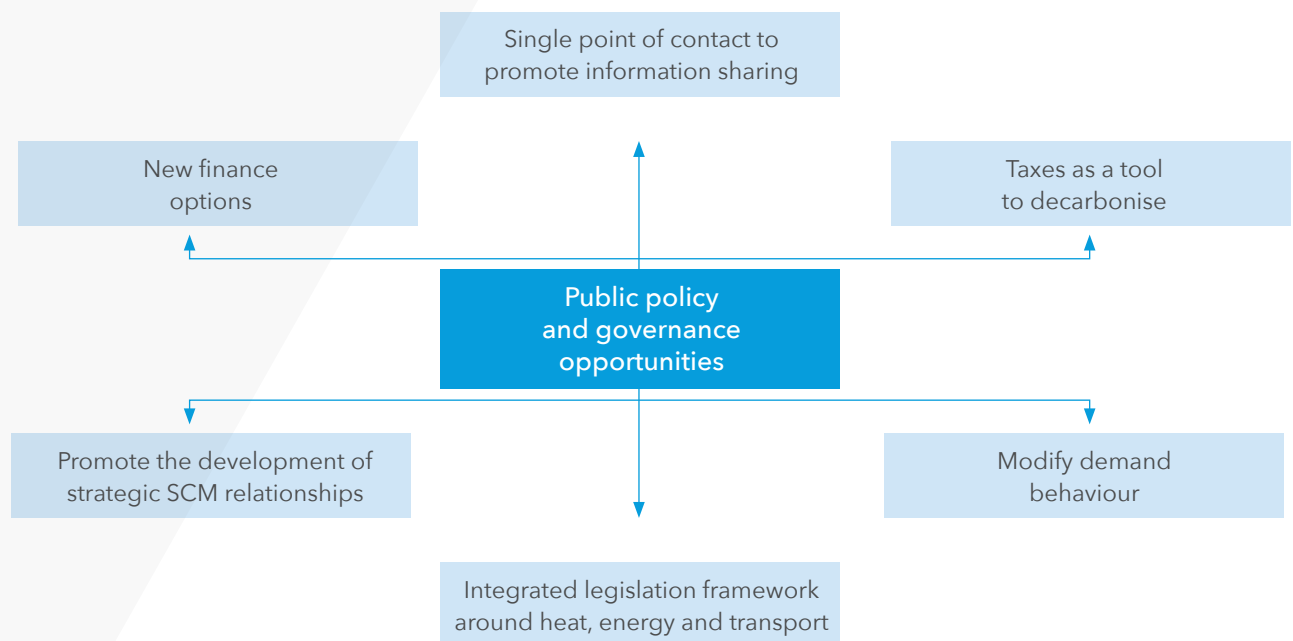 Single point of contact to
promote information sharing
New finance
options
Taxes as a tool
to decarbonise
Public policy
and governance
opportunities
Promote the development of
strategic SCM relationships
Modify demand
behaviour
Integrated legislation framework
around heat, energy and transport